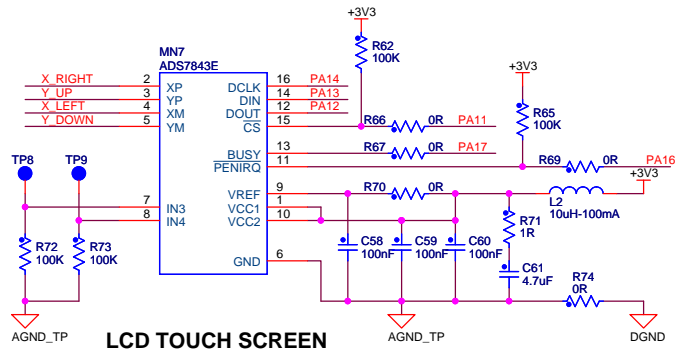 +3V3
MN7
ADS7843E
R62
100K
+3V3
X_RIGHT 2 XP DCLK 16 PA14
Y_UP 3 YP DIN 14 PA13
X_LEFT 4 XM DOUT 12 PA12
Y_DOWN 5 YM CS 15 R66 0R PA11
R65
100K
BUSY 13 R67 0R PA17
PENIRQ 11 R69 0R PA16
TP8 TP9
+3V3
7 IN3 VREF 9 R70 0R
8 IN4 VCC1 1
VCC2 10
L2
10uH-100mA
R71
1R
R72
100K
R73
100K
C58
100nF
C59
100nF
C60
100nF
GND 6
C61
4.7uF
R74
0R
AGND_TP
LCD TOUCH SCREEN
AGND_TP
DGND